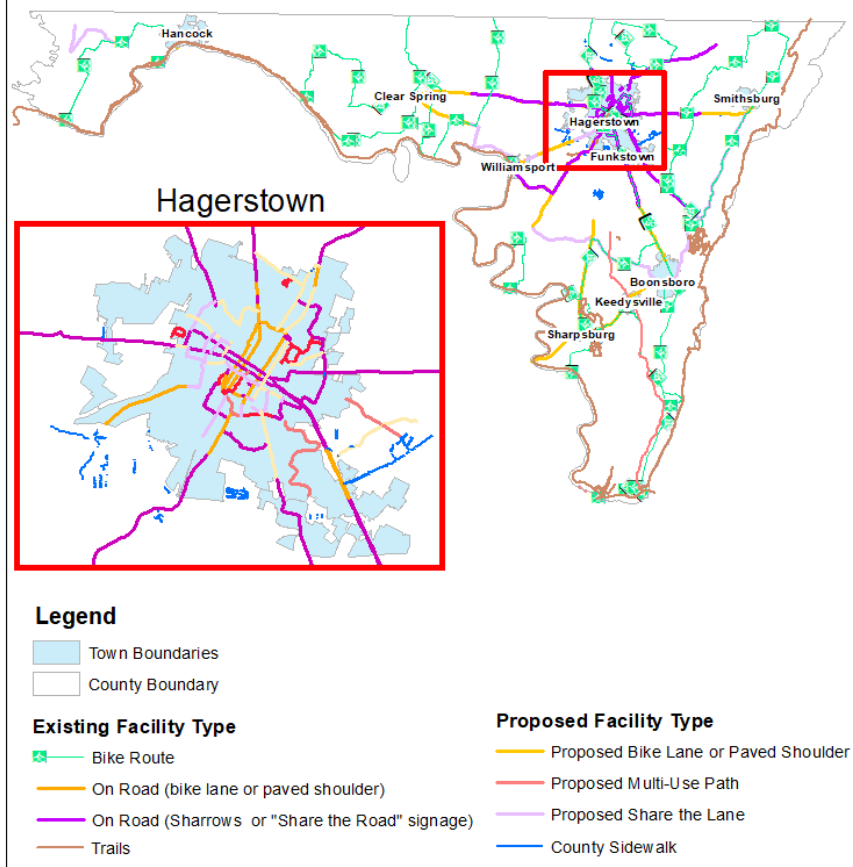 Hancock
Clear Spring
Smithsburg
Hagerstown
Funkstown
Williamsport
Hagerstown
Boonsboro
Keedysville
Sharpsburg
Legend
Town Boundaries
County Boundary
Existing Facility Type
Bike Route
On Road (bike lane or paved shoulder)
On Road (Sharrows or "Share the Road" signage)
Trails
Proposed Facility Type
Proposed Bike Lane or Paved Shoulder
Proposed Multi-Use Path
Proposed Share the Lane
County Sidewalk